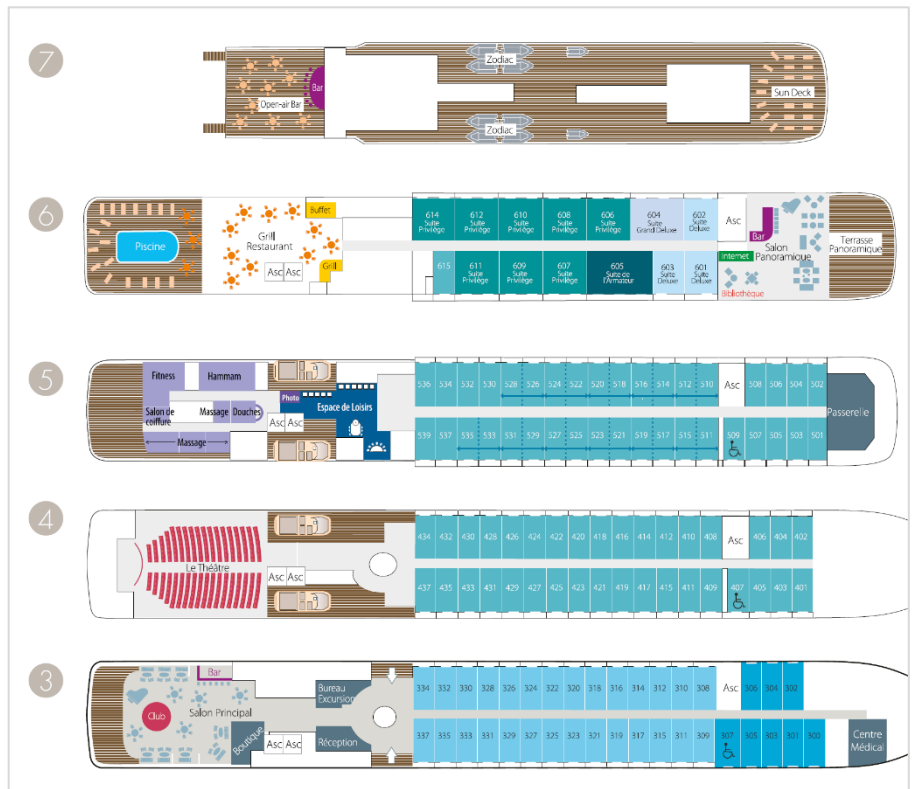 7
Zodiac
Bar
Open-air Bar
Sun Deck
Zodiac
6
Buffet
614 Suite Privilège
612 Suite Privilège
610 Suite Privilège
608 Suite Privilège
606 Suite Privilège
604 Suite Grand Deluxe
602 Suite Deluxe
Asc
Bar
Piscine
Grill Restaurant
Salon Panoramique
Terrasse Panoramique
Asc Asc
Grill
615
611 Suite Privilège
609 Suite Privilège
607 Suite Privilège
605 Suite de l'Armateur
603 Suite Deluxe
601 Suite Deluxe
Internet
Bibliothèque
5
Fitness
Hammam
536 534 532 530 528 526 524 522 520 518 516 514 512 510 Asc 508 506 504 502
Photo
Espace de Loisirs
Salon de coiffure
Massage
Douches
Asc Asc
Passerelle
Massage
539 537 535 533 531 529 527 525 523 521 519 517 515 511 509 507 505 503 501
4
434 432 430 428 426 424 422 420 418 416 414 412 410 408 Asc 406 404 402
Le Théâtre
Asc Asc
437 435 433 431 429 427 425 423 421 419 417 415 411 409 407 405 403 401
3
Bar
Bureau Excursion
334 332 330 328 326 324 322 320 318 316 314 312 310 308 Asc 306 304 302
Club
Salon Principal
Boutique
Asc Asc
Réception
337 335 333 331 329 327 325 323 321 319 317 315 311 309 307 305 303 301 300
Centre Médical